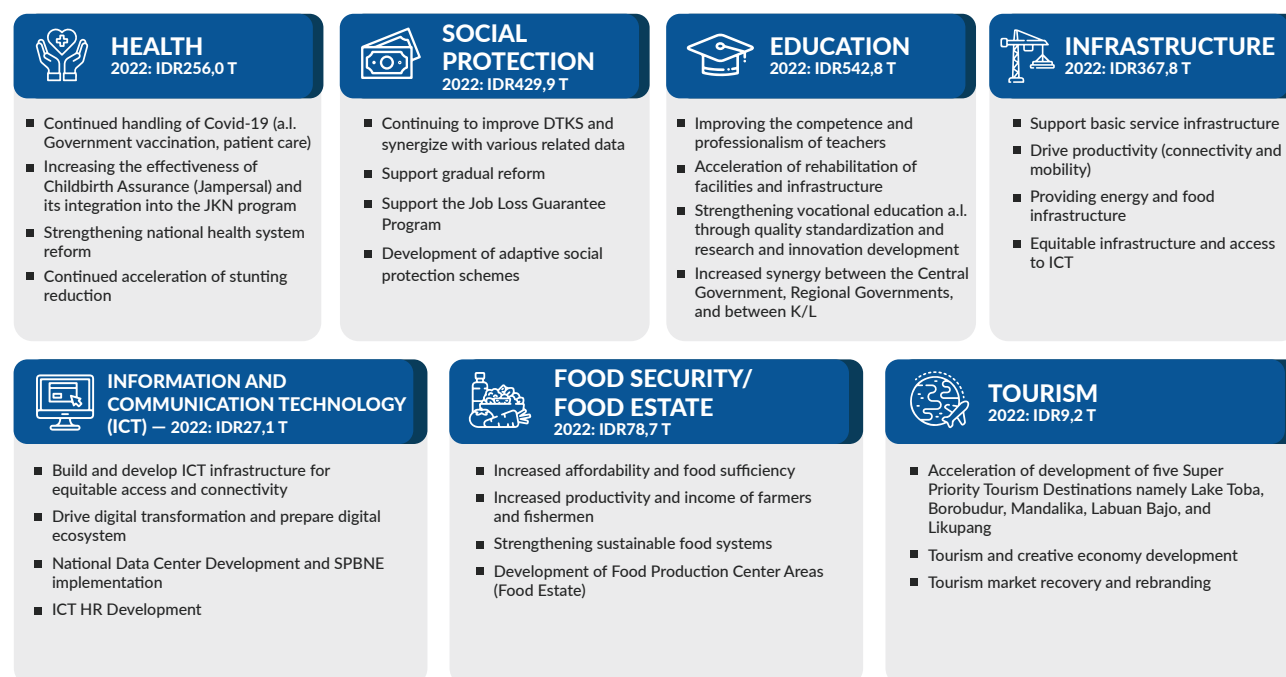 HEALTH
2022: IDR256,0 T
Continued handling of Covid-19 (a.l.
Government vaccination, patient care)
Increasing the effectiveness of
Childbirth Assurance (Jampersal) and
its integration into the JKN program
Strengthening national health system
reform
Continued acceleration of stunting
reduction
SOCIAL
PROTECTION
2022: IDR429,9 T
Continuing to improve DTKS and
synergize with various related data
Support gradual reform
Support the Job Loss Guarantee
Program
Development of adaptive social
protection schemes
EDUCATION
2022: IDR542,8 T
Improving the competence and
professionalism of teachers
Acceleration of rehabilitation of
facilities and infrastructure
Strengthening vocational education a.l.
through quality standardization and
research and innovation development
Increased synergy between the Central
Government, Regional Governments,
and between K/L
INFRASTRUCTURE
2022: IDR367,8 T
Support basic service infrastructure
Drive productivity (connectivity and
mobility)
Providing energy and food
infrastructure
Equitable infrastructure and access
to ICT
INFORMATION AND
COMMUNICATION TECHNOLOGY
(ICT) — 2022: IDR27,1 T
Build and develop ICT infrastructure for
equitable access and connectivity
Drive digital transformation and prepare digital
ecosystem
National Data Center Development and SPBNE
implementation
ICT HR Development
FOOD SECURITY/
FOOD ESTATE
2022: IDR78,7 T
Increased affordability and food sufficiency
Increased productivity and income of farmers
and fishermen
Strengthening sustainable food systems
Development of Food Production Center Areas
(Food Estate)
TOURISM
2022: IDR9,2 T
Acceleration of development of five Super
Priority Tourism Destinations namely Lake Toba,
Borobudur, Mandalika, Labuan Bajo, and
Likupang
Tourism and creative economy development
Tourism market recovery and rebranding